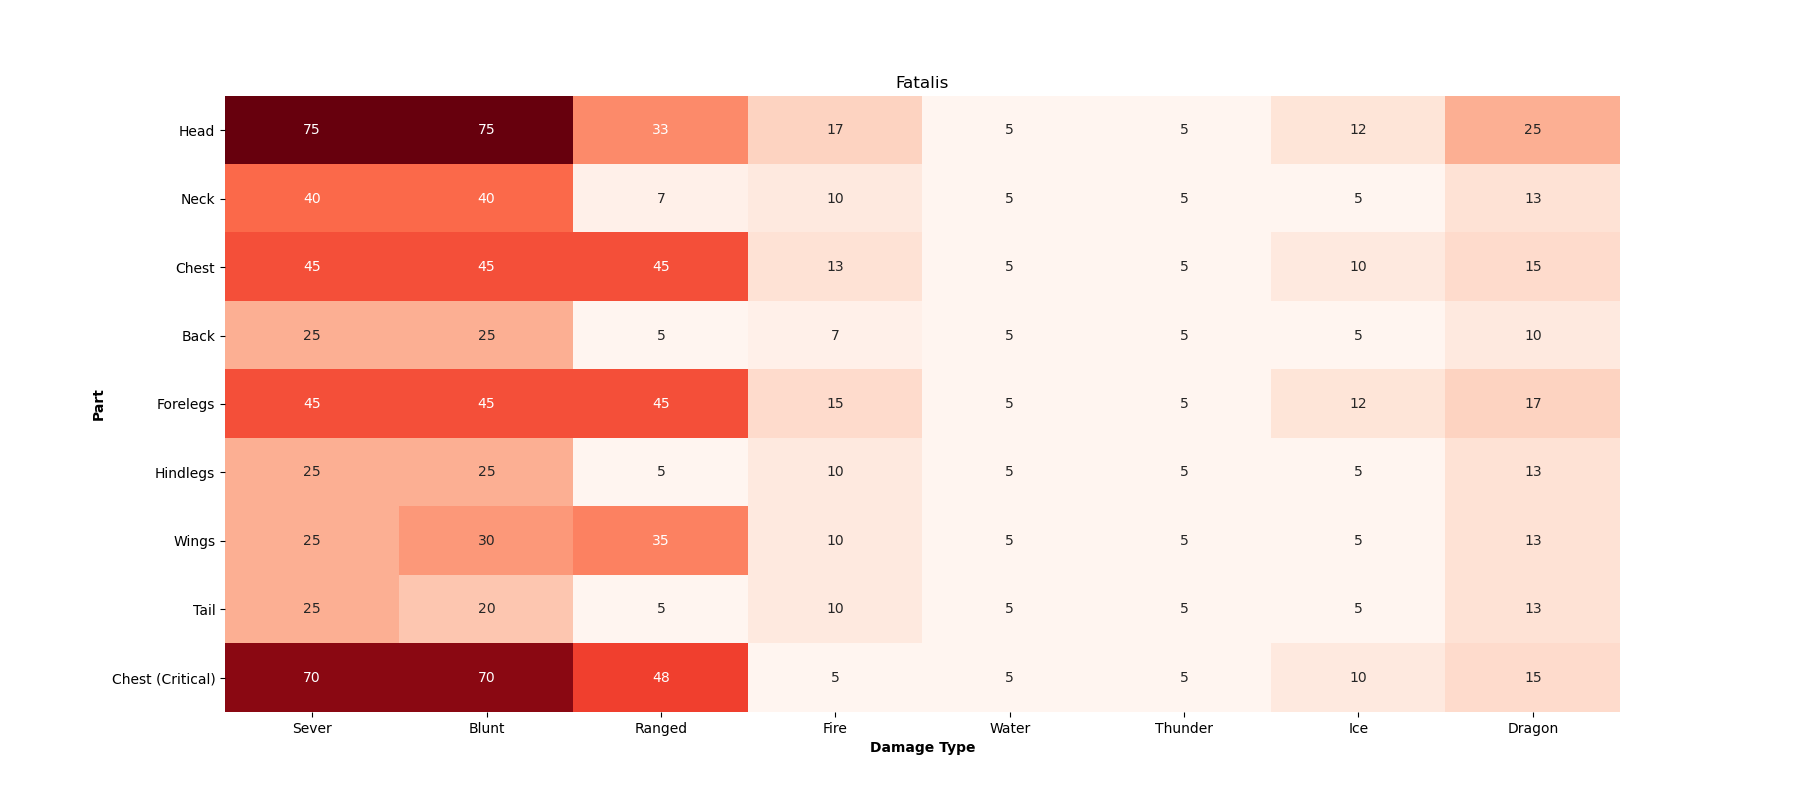 Fatalis
Head 75 75 33 17 5 5 12 25
Neck 40 40 7 10 5 5 5 13
Chest 45 45 45 13 5 5 10 15
Back 25 25 5 7 5 5 5 10
Part
Forelegs 45 45 45 15 5 5 12 17
Hindlegs 25 25 5 10 5 5 5 13
Wings 25 30 35 10 5 5 5 13
Tail 25 20 5 10 5 5 5 13
Chest (Critical) 70 70 48 5 5 5 10 15
Sever Blunt Ranged Fire Water Thunder Ice Dragon
Damage Type